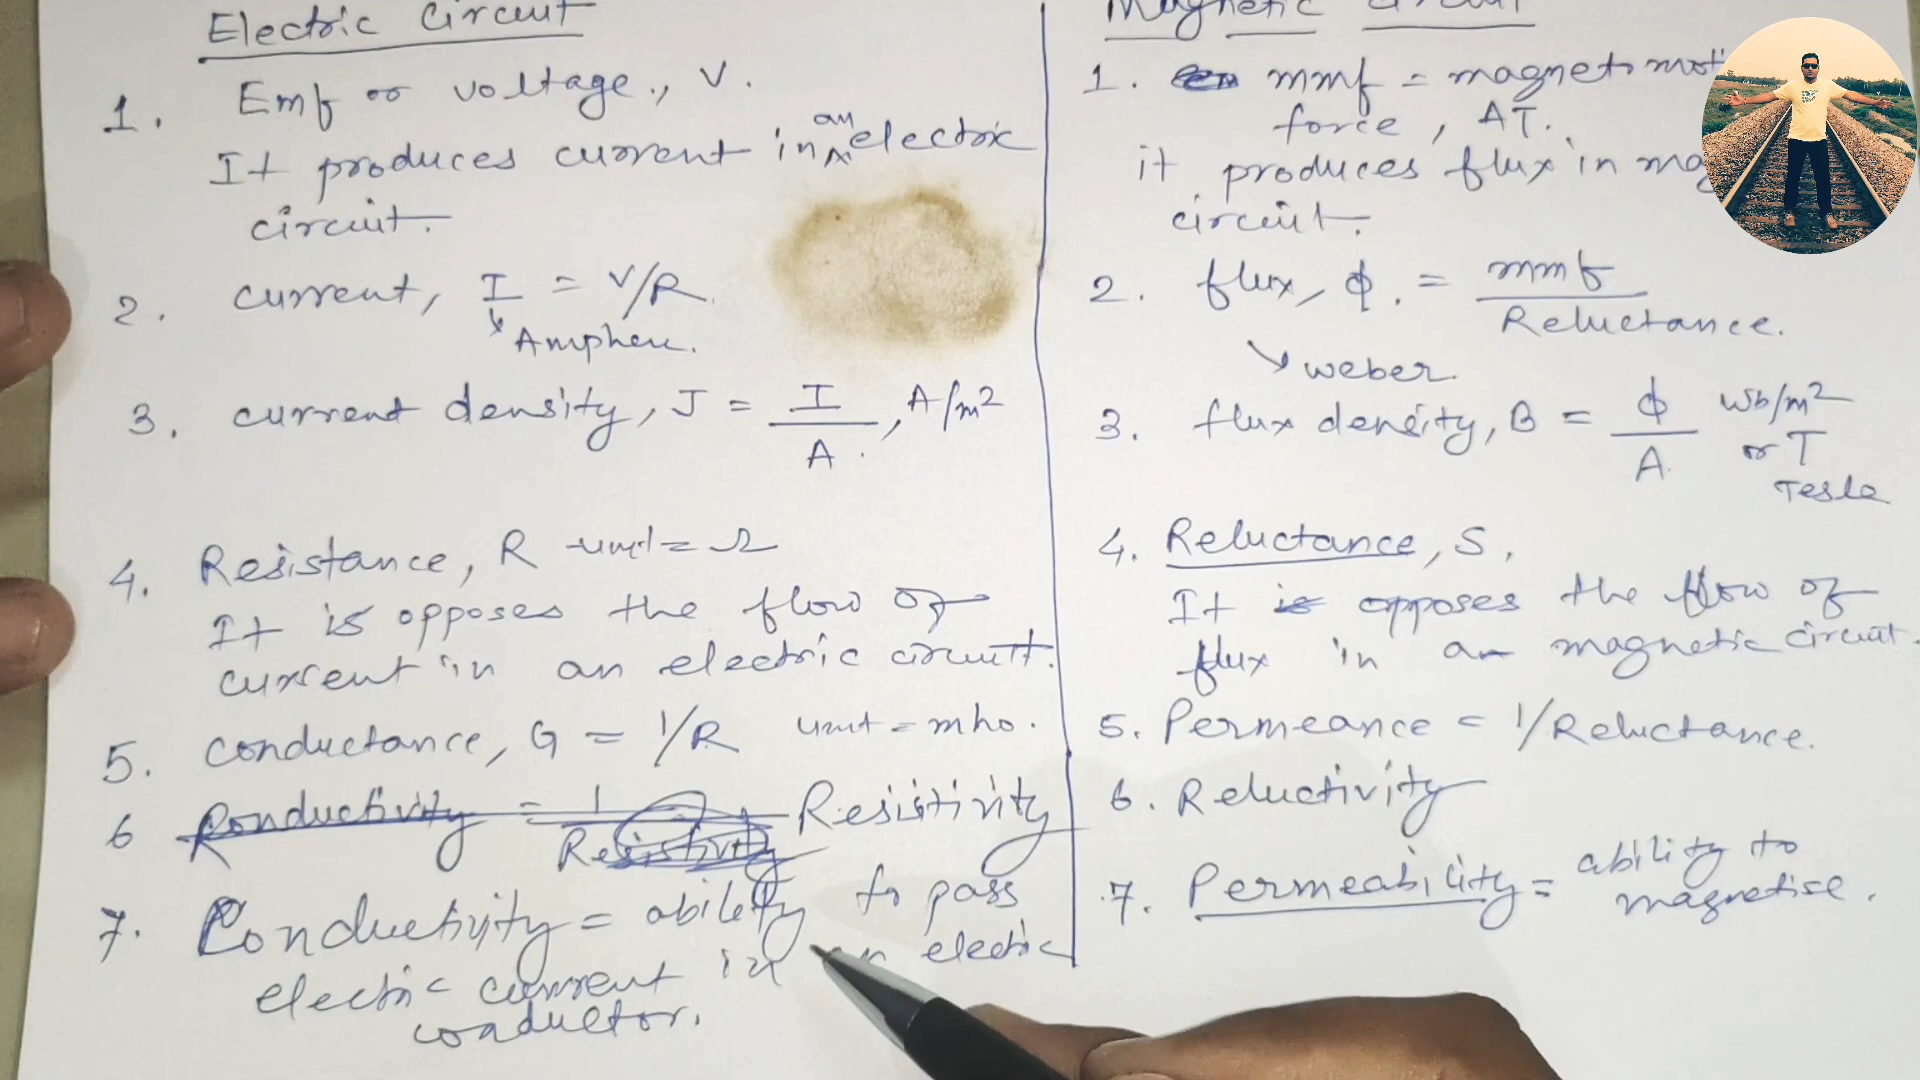 Electric Circuit
1. Emf or voltage, V.
It produces current in an electric
circuit.
2. current, I = V/R.
Amphere.
3. current density, J = I/A, A/m²
4. Resistance, R unit = Ω
It is opposes the flow of
current in an electric circuitt.
5. conductance, G = 1/R unit = mho.
6 Conductivity = 1/Resistivity Resistivity
7. Conductivity = ability to pass
electric current in an electric
conductor.
Magnetic Circuit
1. mmf = magneto mot
force, AT.
it produces flux in mag
circuit.
2. flux, ϕ. = mmf/Reluctance.
weber.
3. flux density, B = ϕ/A Wb/m²
or T
Tesla
4. Reluctance, S,
It is opposes the flow of
flux in a magnetic circuit.
5. Permeance = 1/Reluctance.
6. Reluctivity
7. Permeability = ability to
magnetise.